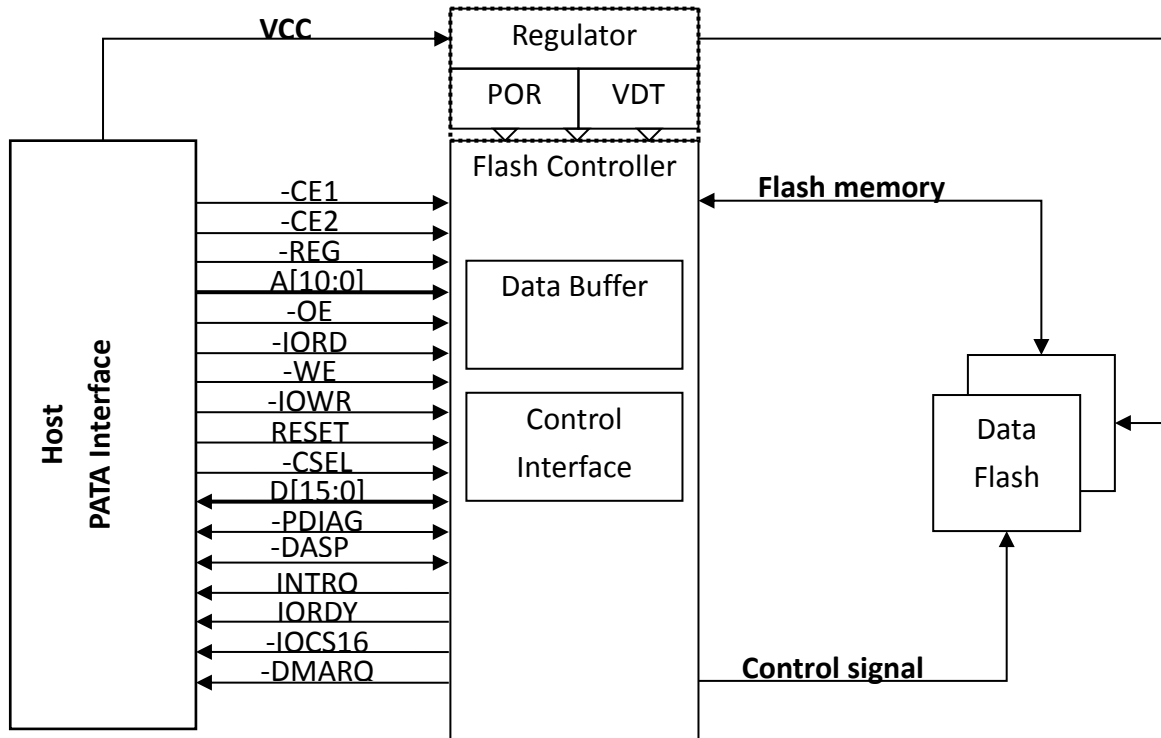 VCC
Regulator
POR
VDT
Flash Controller
-CE1
-CE2
-REG
A[10:0]
-OE
-IORD
-WE
-IOWR
RESET
-CSEL
D[15:0]
-PDIAG
-DASP
INTRQ
IORDY
-IOCS16
-DMARQ
Host
PATA Interface
Data Buffer
Control
Interface
Flash memory
Data
Flash
Control signal